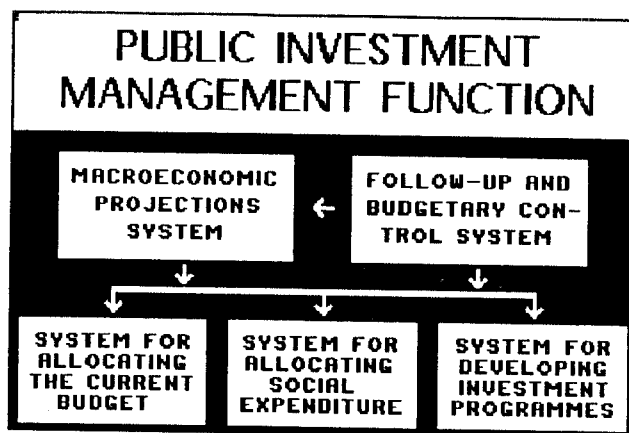 PUBLIC INVESTMENT
MANAGEMENT FUNCTION
MACROECONOMIC
PROJECTIONS
SYSTEM
FOLLOW-UP AND
BUDGETARY CON-
TROL SYSTEM
SYSTEM FOR
ALLOCATING
THE CURRENT
BUDGET
SYSTEM FOR
ALLOCATING
SOCIAL
EXPENDITURE
SYSTEM FOR
DEVELOPING
INVESTMENT
PROGRAMMES